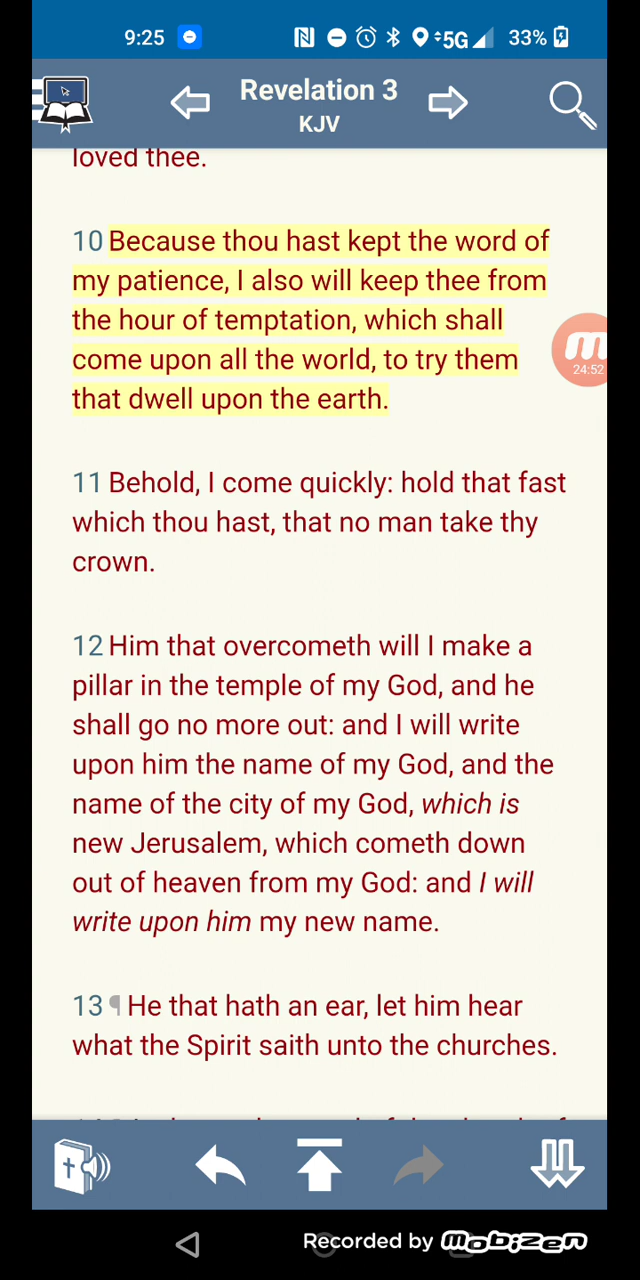 9:25 5G 33%
Revelation 3
KJV
loved thee.
10 Because thou hast kept the word of
my patience, I also will keep thee from
the hour of temptation, which shall
come upon all the world, to try them
that dwell upon the earth.
24:52
11 Behold, I come quickly: hold that fast
which thou hast, that no man take thy
crown.
12 Him that overcometh will I make a
pillar in the temple of my God, and he
shall go no more out: and I will write
upon him the name of my God, and the
name of the city of my God, which is
new Jerusalem, which cometh down
out of heaven from my God: and I will
write upon him my new name.
13 ¶ He that hath an ear, let him hear
what the Spirit saith unto the churches.
Recorded by mobizen